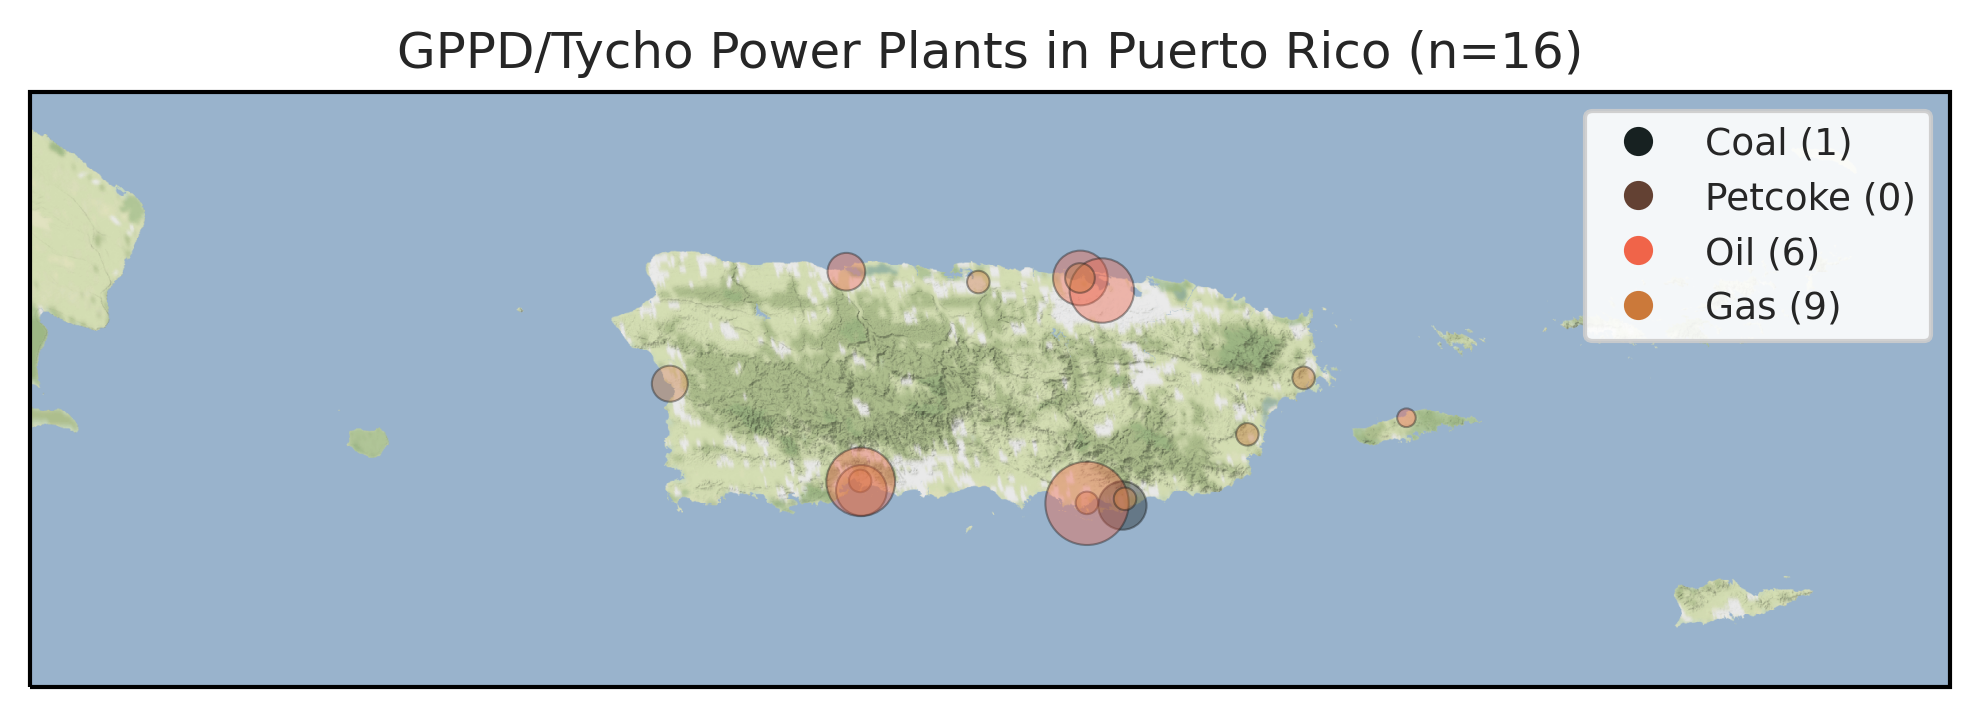 GPPD/Tycho Power Plants in Puerto Rico (n=16)
Coal (1)
Petcoke (0)
Oil (6)
Gas (9)